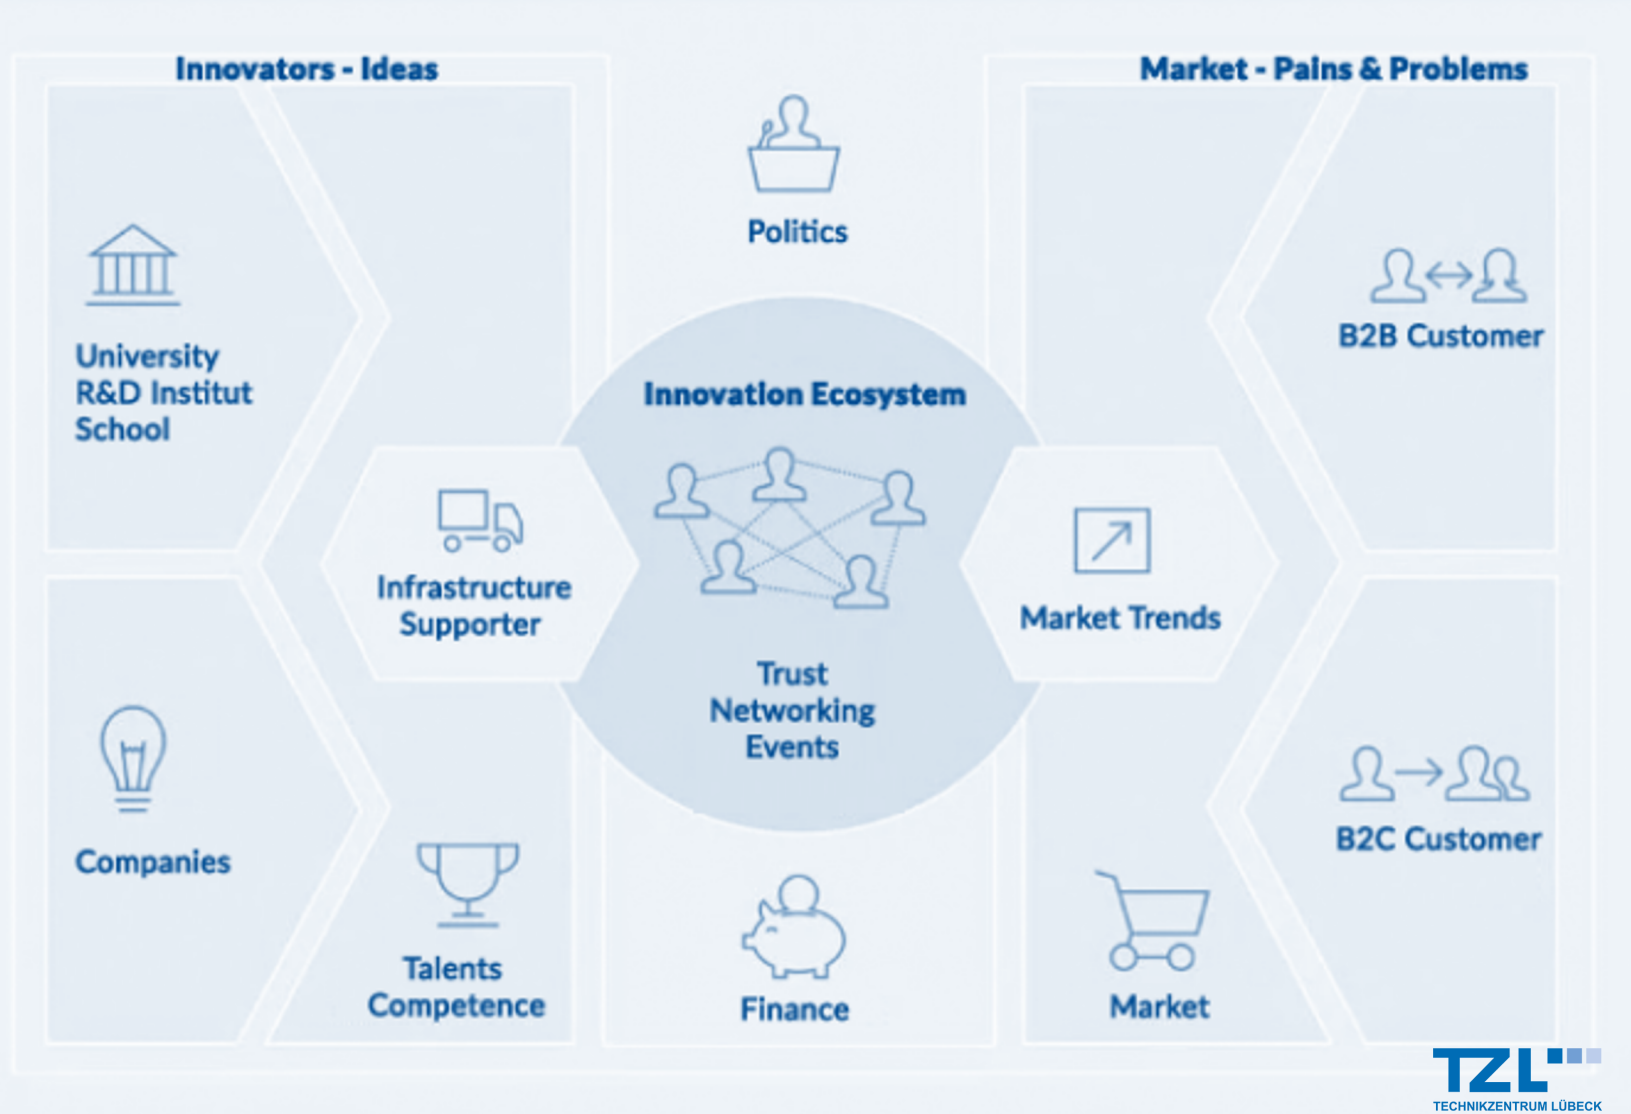 Innovators - Ideas
Market - Pains & Problems
Politics
University
R&D Institut
School
B2B Customer
Innovation Ecosystem
Infrastructure
Supporter
Market Trends
Trust
Networking
Events
Companies
B2C Customer
Talents
Competence
Finance
Market
TZL
TECHNIKZENTRUM LÜBECK